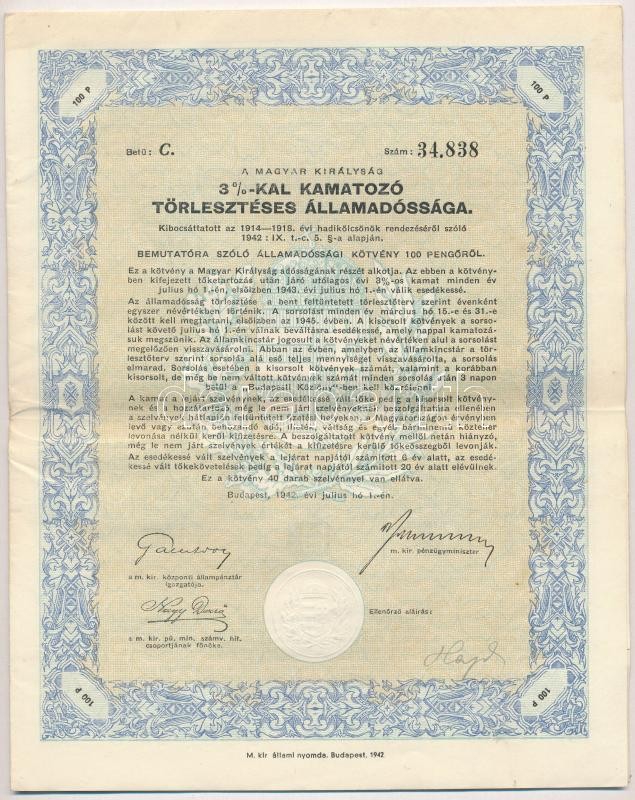 100 P
100 P
Betű: C.
Szám: 34.838
A MAGYAR KIRÁLYSÁG
3%-KAL KAMATOZÓ
TÖRLESZTÉSES ÁLLAMADÓSSÁGA.
Kibocsáttatott az 1914—1918. évi hadikölcsönök rendezéséről szóló
1942: IX. t.-c. 5. §-a alapján.
BEMUTATÓRA SZÓLÓ ÁLLAMADÓSSÁGI KÖTVÉNY 100 PENGŐRŐL.
Ez a kötvény a Magyar Királyság adósságának részét alkotja. Az ebben a kötvény-
ben kifejezett tőketartozás után járó utólagos évi 3%-os kamat minden év
julius hó 1.-én, elsőízben 1943. évi julius hó 1.-én válik esedékessé.
Az államadósság törlesztése a bent feltüntetett törlesztőterv szerint évenként
egyszer névértékben történik. A sorsolást minden év március hó 15.-e és 31.-e
között kell megtartani, elsőízben az 1945. évben. A kisorsolt kötvények a sorso-
lást követő julius hó 1.-én válnak beváltásra esedékessé, amely nappal kamatozá-
suk megszünik. Az államkincstár jogosult a kötvényeket névértéken alul a sorsolást
megelőzően visszavásárolni. Abban az évben, amelyben az államkincstár a tör-
lesztőterv szerint sorsolás alá eső teljes mennyiséget visszavásárolta, a sorsolás
elmarad. Sorsolás esetében a kisorsolt kötvények számát, valamint a korábban
kisorsolt, de még be nem váltott kötvények számát minden sorsolás után 30 napon
belül a „Budapesti Közlöny"-ben kell közzétenni.
A kamat fizetése a szelvények, az esedékessé vált tőke pedig a kisorsolt kötvény-
nek és a hozzátartozó, még le nem járt szelvényeknek beszolgáltatása ellenében
a szelvények hátlapján feltüntetett fizetési helyeken, a Magyarországon érvényben
levő vagy ezután behozandó adó, illeték, váltság és egyéb bárminemű közteher
levonása nélkül kerül kifizetésre. A beszolgáltatott kötvény mellől netán hiányzó,
még le nem járt szelvények értékét a kifizetésre kerülő tőkeösszegből levonják.
Az esedékessé vált szelvények a lejárat napjától számított 6 év alatt, az esedé-
kessé vált tőkekövetelések pedig a lejárat napjától számított 20 év alatt elévülnek.
Ez a kötvény 40 darab szelvénnyel van ellátva.
Budapest, 1942. évi julius hó 1.-én.
m. kir. pénzügyminiszter
a m. kir. központi állampénztár
igazgatója.
Nagy Dezső
Ellenőrző aláírás:
a m. kir. pü. min. számv. hit.
csoportjának főnöke.
100 P
100 P
M. kir. állami nyomda. Budapest, 1942